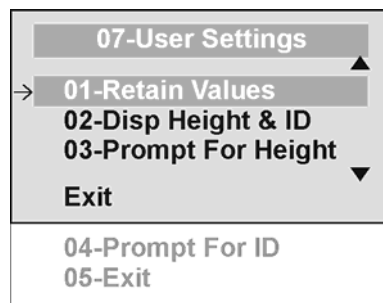 07-User Settings
01-Retain Values
02-Disp Height & ID
03-Prompt For Height
Exit
04-Prompt For ID
05-Exit